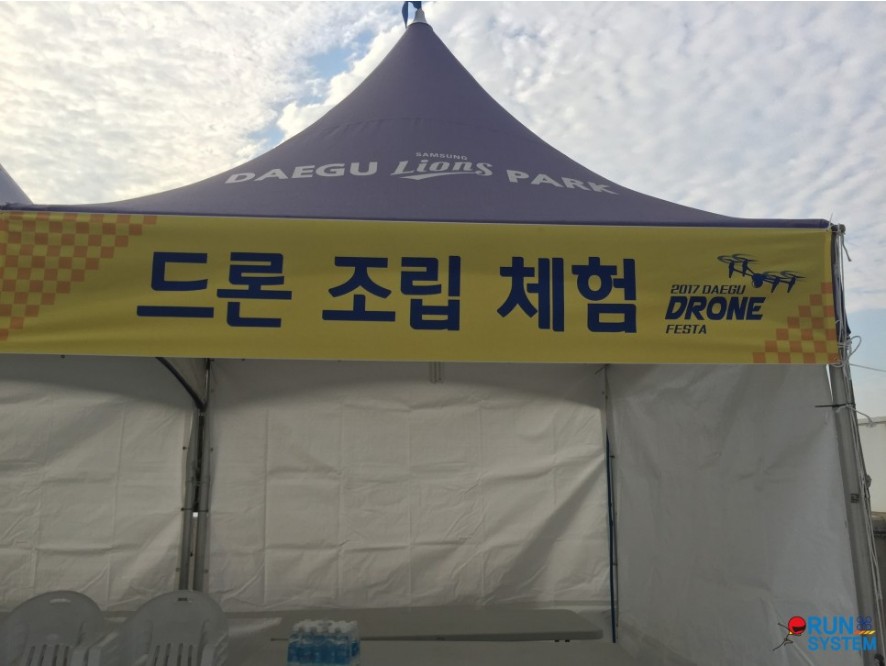 SAMSUNG
DAEGU Lions PARK
드론 조립 체험
2017 DAEGU
DRONE
FESTA
RUN
SYSTEM